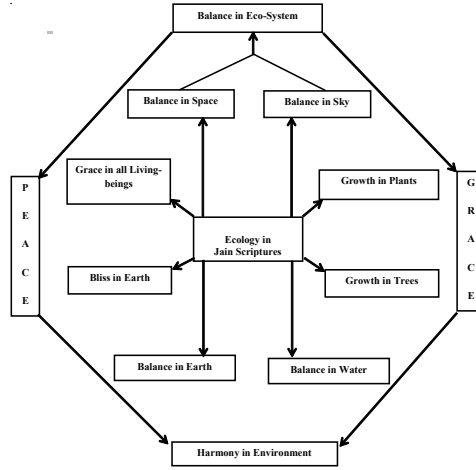 Balance in Eco-System
Balance in Space
Balance in Sky
Grace in all Living-
beings
Growth in Plants
P
E
A
C
E
G
R
A
C
E
Ecology in
Jain Scriptures
Bliss in Earth
Growth in Trees
Balance in Earth
Balance in Water
Harmony in Environment